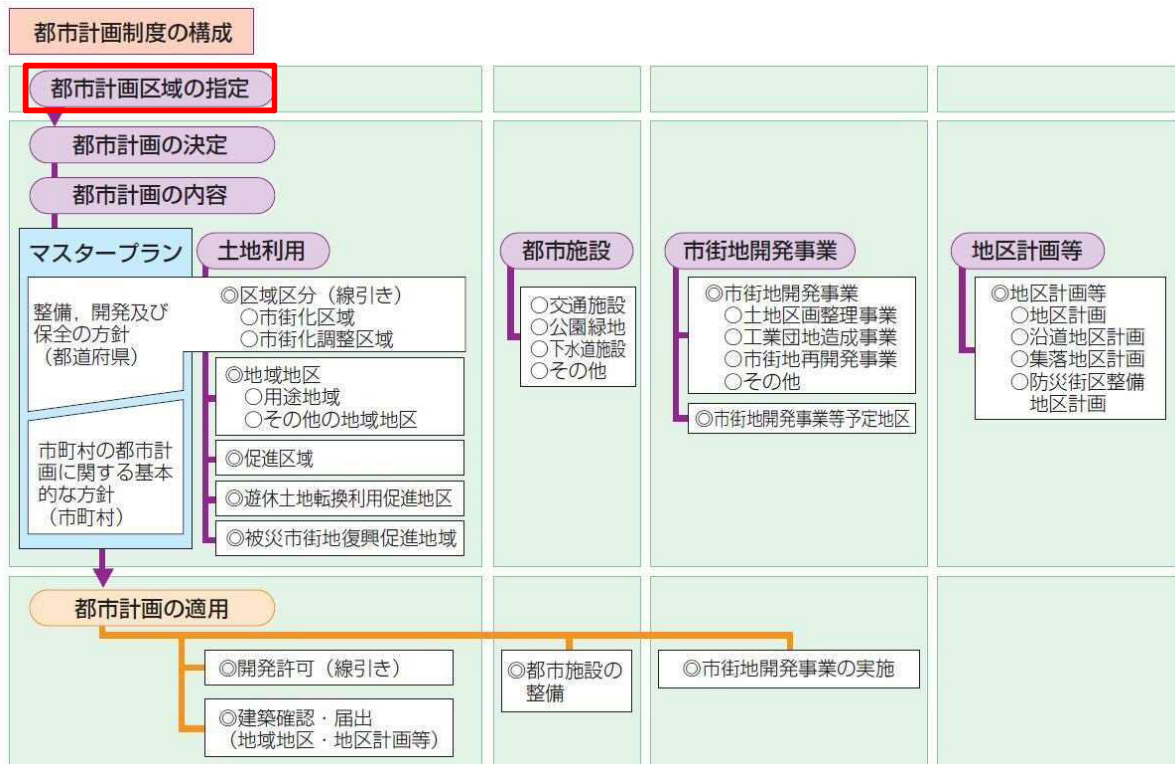 都市計画制度の構成
都市計画区域の指定
都市計画の決定
都市計画の内容
マスタープラン
整備，開発及び
保全の方針
（都道府県）
市町村の都市計
画に関する基本
的な方針
（市町村）
土地利用
◎区域区分（線引き）
○市街化区域
○市街化調整区域
◎地域地区
○用途地域
○その他の地域地区
◎促進区域
◎遊休土地転換利用促進地区
◎被災市街地復興促進地域
都市施設
○交通施設
○公園緑地
○下水道施設
○その他
市街地開発事業
◎市街地開発事業
○土地区画整理事業
○工業団地造成事業
○市街地再開発事業
○その他
◎市街地開発事業等予定地区
地区計画等
◎地区計画等
○地区計画
○沿道地区計画
○集落地区計画
○防災街区整備
地区計画
都市計画の適用
◎開発許可（線引き）
◎建築確認・届出
（地域地区・地区計画等）
◎都市施設の
整備
◎市街地開発事業の実施